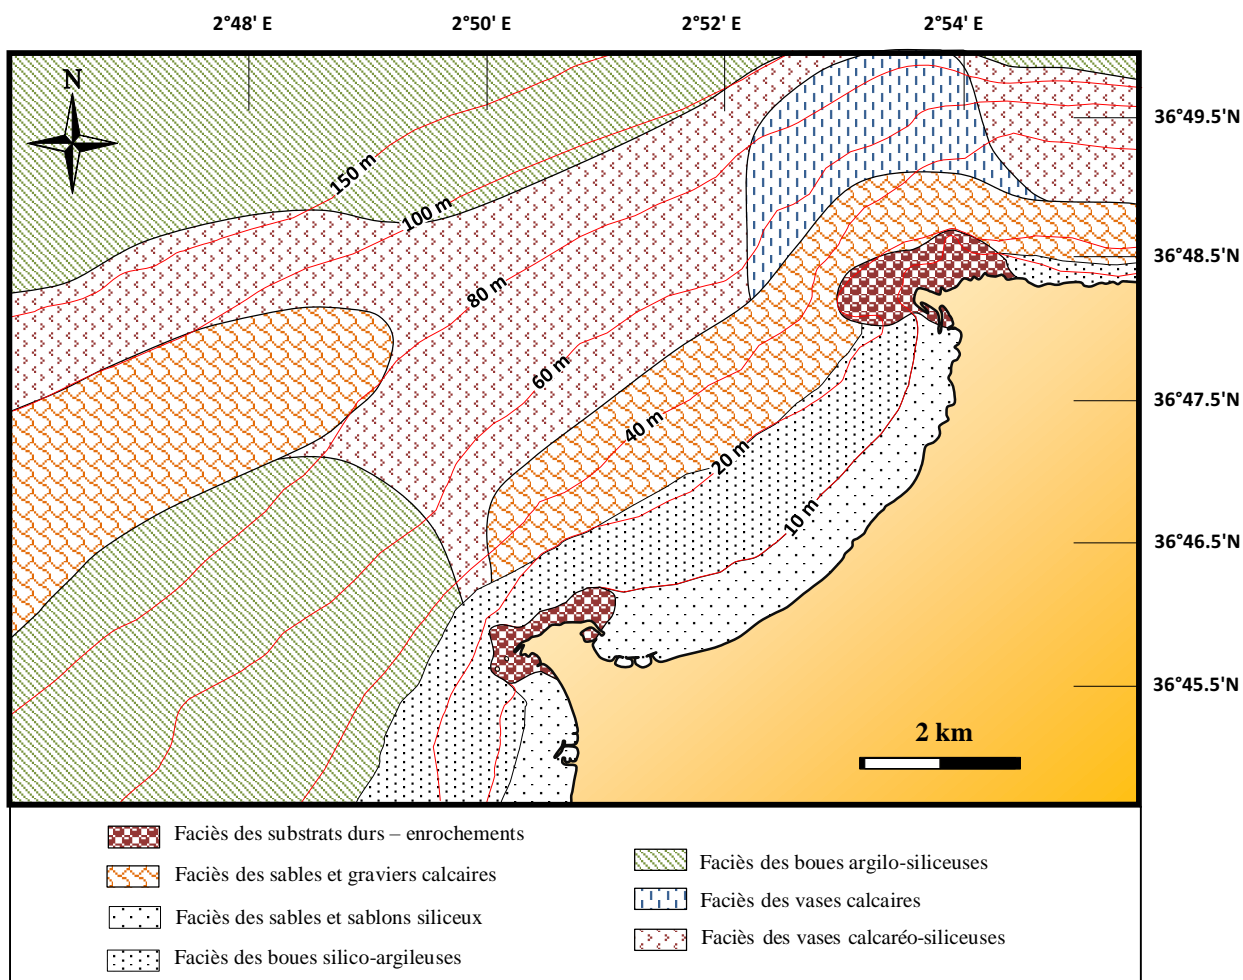 2°48' E
2°50' E
2°52' E
2°54' E
N
36°49.5'N
150 m
100 m
36°48.5'N
80 m
60 m
36°47.5'N
40 m
20 m
10 m
36°46.5'N
36°45.5'N
2 km
Faciès des substrats durs – enrochements
Faciès des sables et graviers calcaires
Faciès des sables et sablons siliceux
Faciès des boues silico-argileuses
Faciès des boues argilo-siliceuses
Faciès des vases calcaires
Faciès des vases calcaréo-siliceuses